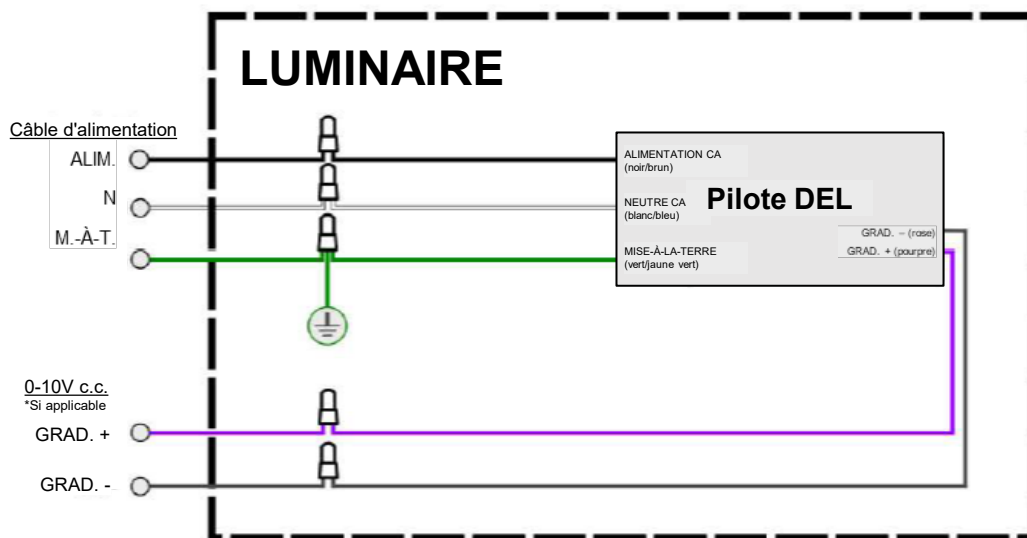 LUMINAIRE
Câble d'alimentation
ALIM.
N
M.-À-T.
ALIMENTATION CA
(noir/brun)
NEUTRE CA
(blanc/bleu)
Pilote DEL
MISE-À-LA-TERRE
(vert/jaune vert)
GRAD. – (rose)
GRAD. + (pourpre)
0-10V c.c.
*Si applicable
GRAD. +
GRAD. -